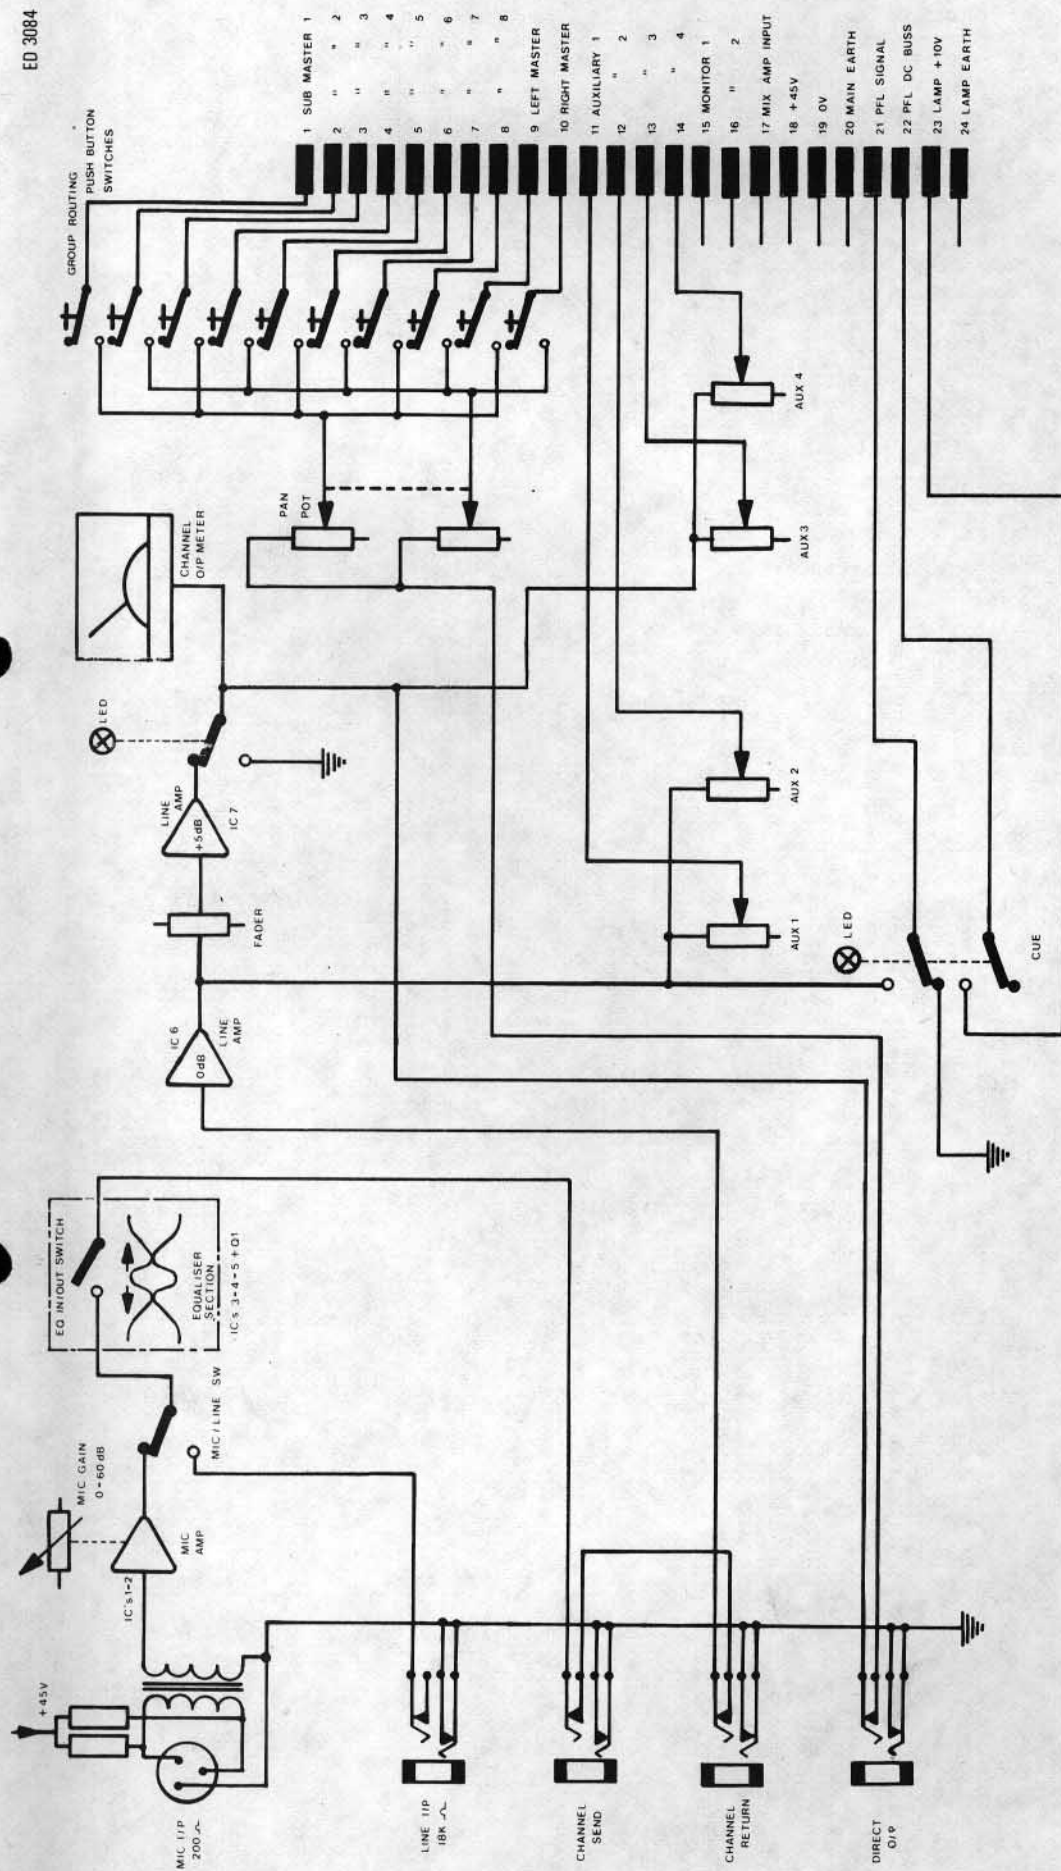 ED 3084
GROUP ROUTING
PUSH BUTTON
SWITCHES
1 SUB MASTER 1
2 " " 2
3 " " 3
4 " " 4
5 " " 5
6 " " 6
7 " " 7
8 " " 8
9 LEFT MASTER
10 RIGHT MASTER
11 AUXILIARY 1
12 " 2
13 " 3
14 " 4
15 MONITOR 1
16 " 2
17 MIX AMP INPUT
18 +45V
19 0V
20 MAIN EARTH
21 PFL SIGNAL
22 PFL DC BUSS
23 LAMP +10V
24 LAMP EARTH
CHANNEL
O/P METER
PAN
POT
AUX 4
AUX 3
LED
LINE
AMP
+5dB
IC 7
FADER
AUX 2
AUX 1
LED
CUE
IC 6
0dB
LINE
AMP
EQ IN/OUT SWITCH
EQUALISER
SECTION
IC's 3-4-5 + Q1
MIC GAIN
0-60dB
MIC / LINE SW
IC's 1-2
MIC
AMP
+45V
MIC I/P
200 Ω
LINE I/P
18K Ω
CHANNEL
SEND
CHANNEL
RETURN
DIRECT
O/P